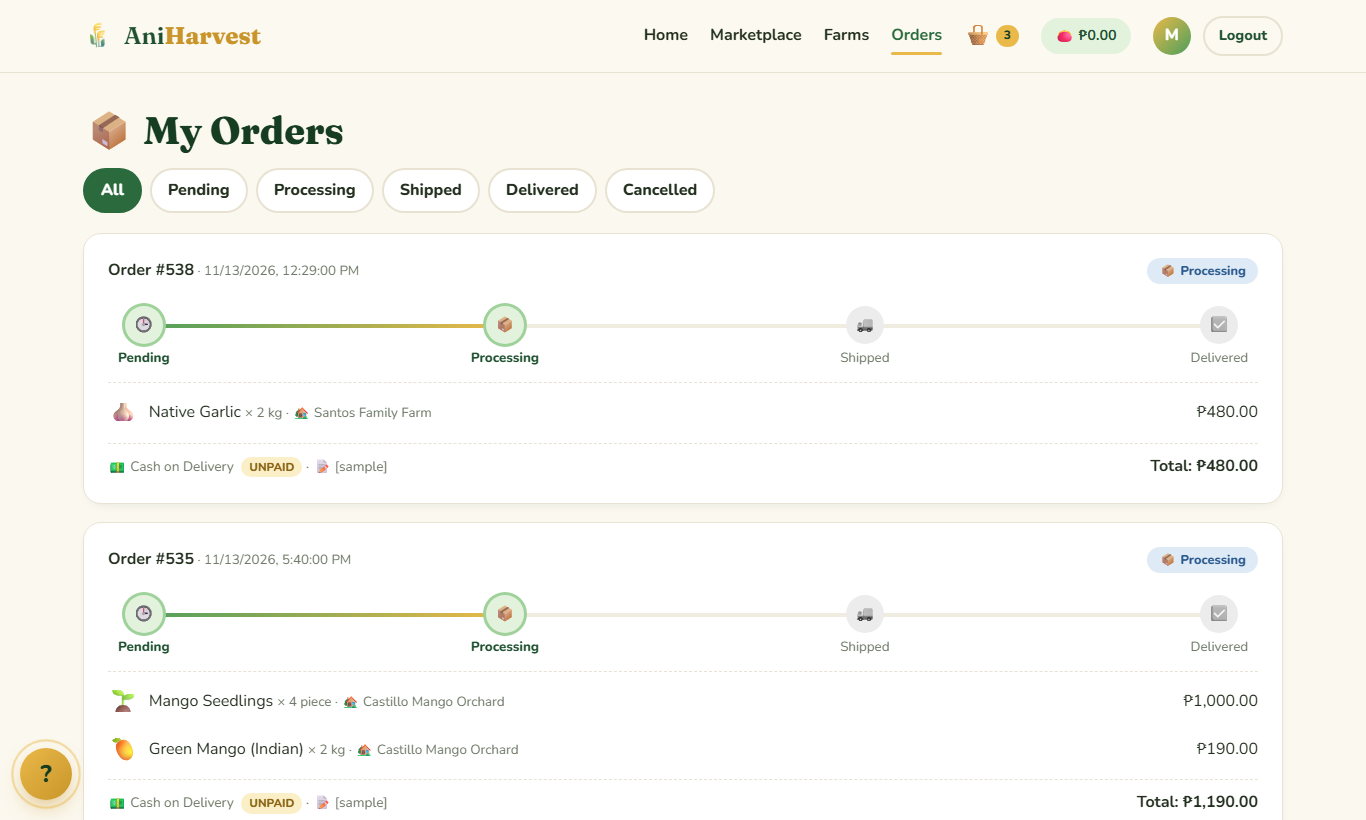 AniHarvest Home Marketplace Farms Orders 3 ₱0.00 M Logout
My Orders
All Pending Processing Shipped Delivered Cancelled
Order #538 · 11/13/2026, 12:29:00 PM Processing
Pending Processing Shipped Delivered
Native Garlic × 2 kg · Santos Family Farm ₱480.00
Cash on Delivery UNPAID · [sample] Total: ₱480.00
Order #535 · 11/13/2026, 5:40:00 PM Processing
Pending Processing Shipped Delivered
Mango Seedlings × 4 piece · Castillo Mango Orchard ₱1,000.00
Green Mango (Indian) × 2 kg · Castillo Mango Orchard ₱190.00
?
Cash on Delivery UNPAID · [sample] Total: ₱1,190.00